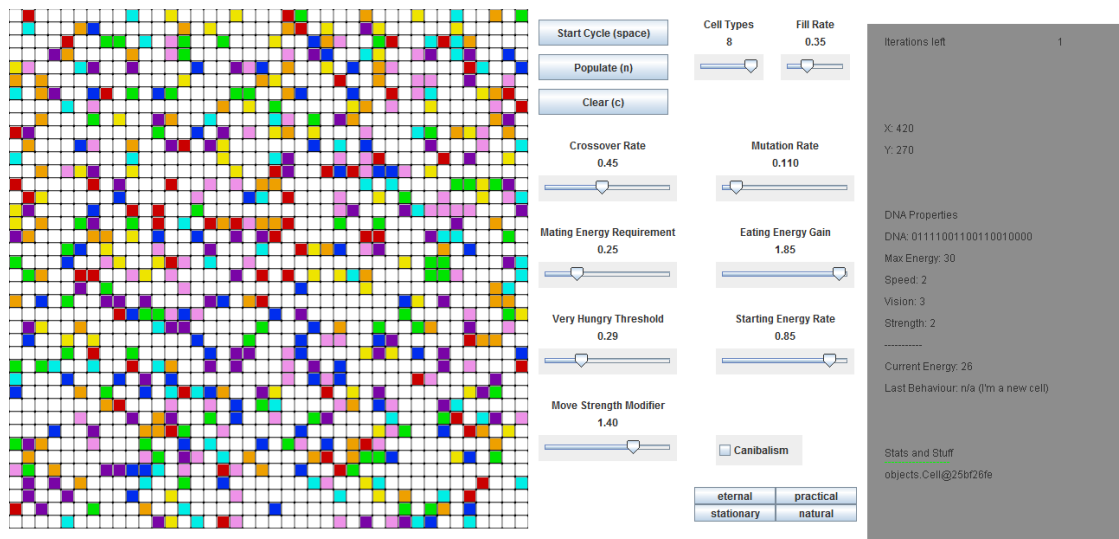 Start Cycle (space)
Populate (n)
Clear (c)
Cell Types
8
Fill Rate
0.35
Crossover Rate
0.45
Mutation Rate
0.110
Mating Energy Requirement
0.25
Eating Energy Gain
1.85
Very Hungry Threshold
0.29
Starting Energy Rate
0.85
Move Strength Modifier
1.40
Canibalism
eternal
practical
stationary
natural
Iterations left 1
X: 420
Y: 270
DNA Properties
DNA: 01111001100110010000
Max Energy: 30
Speed: 2
Vision: 3
Strength: 2
-----------
Current Energy: 26
Last Behaviour: n/a (I'm a new cell)
Stats and Stuff
objects.Cell@25bf26fe